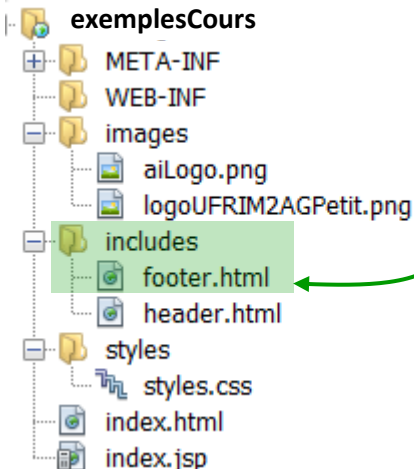 exemplesCours
META-INF
WEB-INF
images
aiLogo.png
logoUFRIM2AGPetit.png
includes
footer.html
header.html
styles
styles.css
index.html
index.jsp